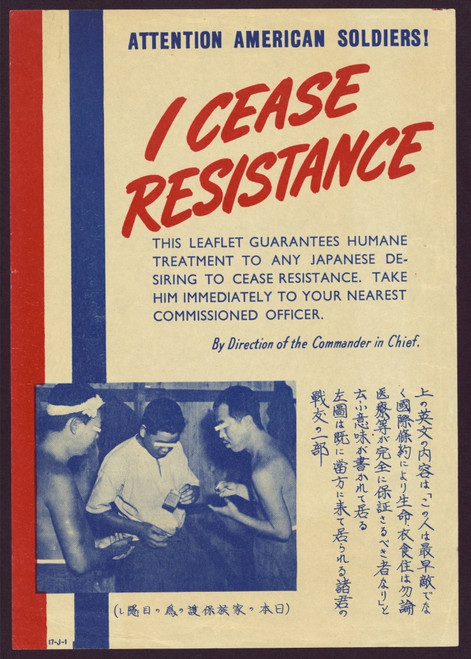 ATTENTION AMERICAN SOLDIERS!
I CEASE
RESISTANCE
THIS LEAFLET GUARANTEES HUMANE
TREATMENT TO ANY JAPANESE DE-
SIRING TO CEASE RESISTANCE. TAKE
HIM IMMEDIATELY TO YOUR NEAREST
COMMISSIONED OFFICER.
By Direction of the Commander in Chief.
上の英文の内容は「この人は最早敵でな
く國際條約により生命、衣食住は勿論
医療等が完全に保証さるべき者なり」と
云ふ意味が書かれて居る
左圖は既に當方に来て居られる諸君の
戰友の一部
(日本の家族保護の為の目隠し)
17-J-1